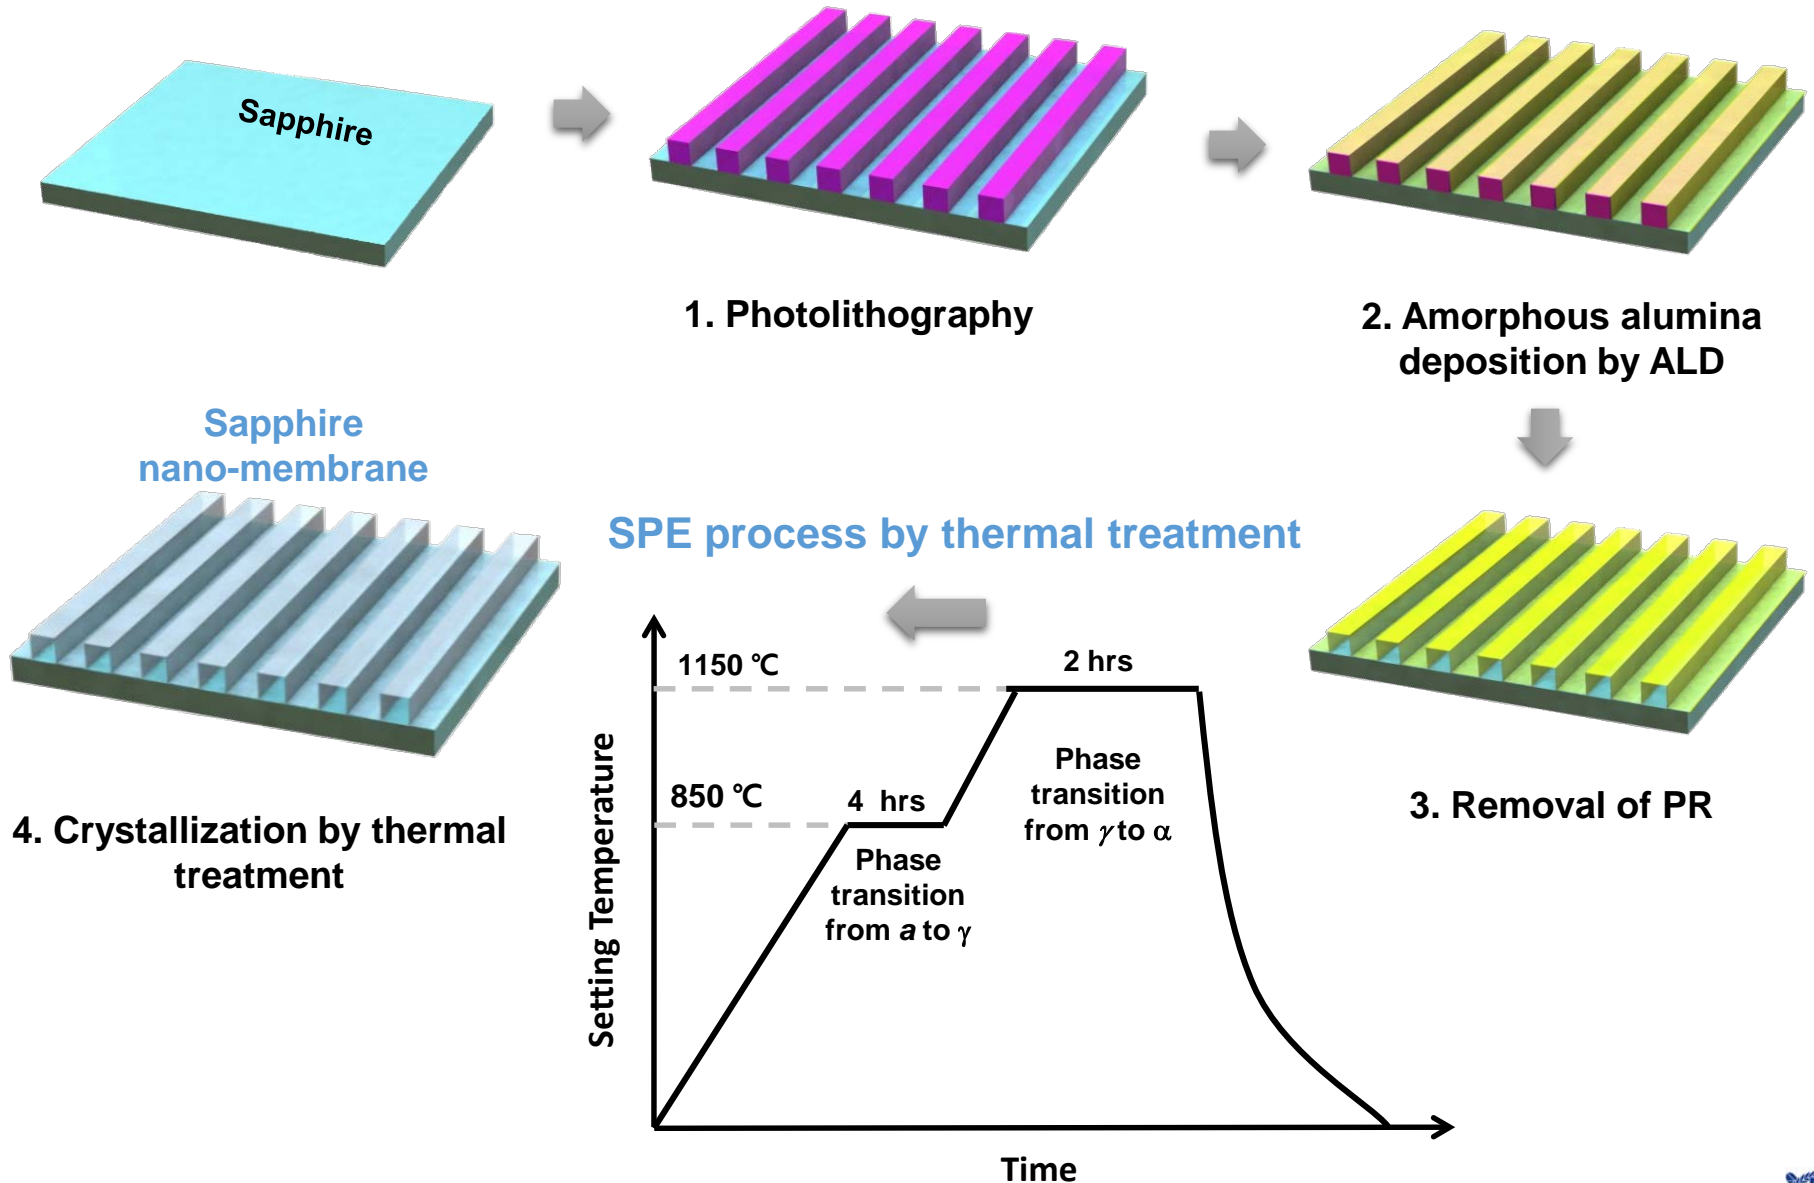 Sapphire
1. Photolithography
2. Amorphous alumina
deposition by ALD
Sapphire
nano-membrane
SPE process by thermal treatment
3. Removal of PR
4. Crystallization by thermal
treatment
1150 ℃
2 hrs
850 ℃
4 hrs
Phase
transition
from γ to α
Phase
transition
from a to γ
Setting Temperature
Time